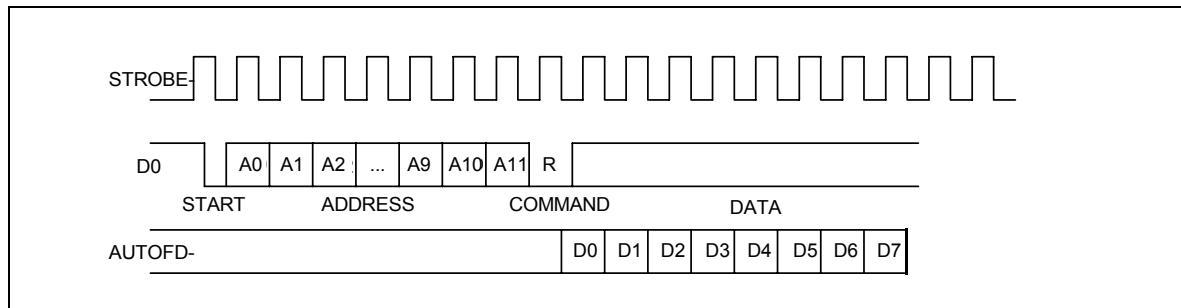 STROBE-
D0 A0 A1 A2 ... A9 A10 A11 R
START ADDRESS COMMAND DATA
AUTOFD- D0 D1 D2 D3 D4 D5 D6 D7